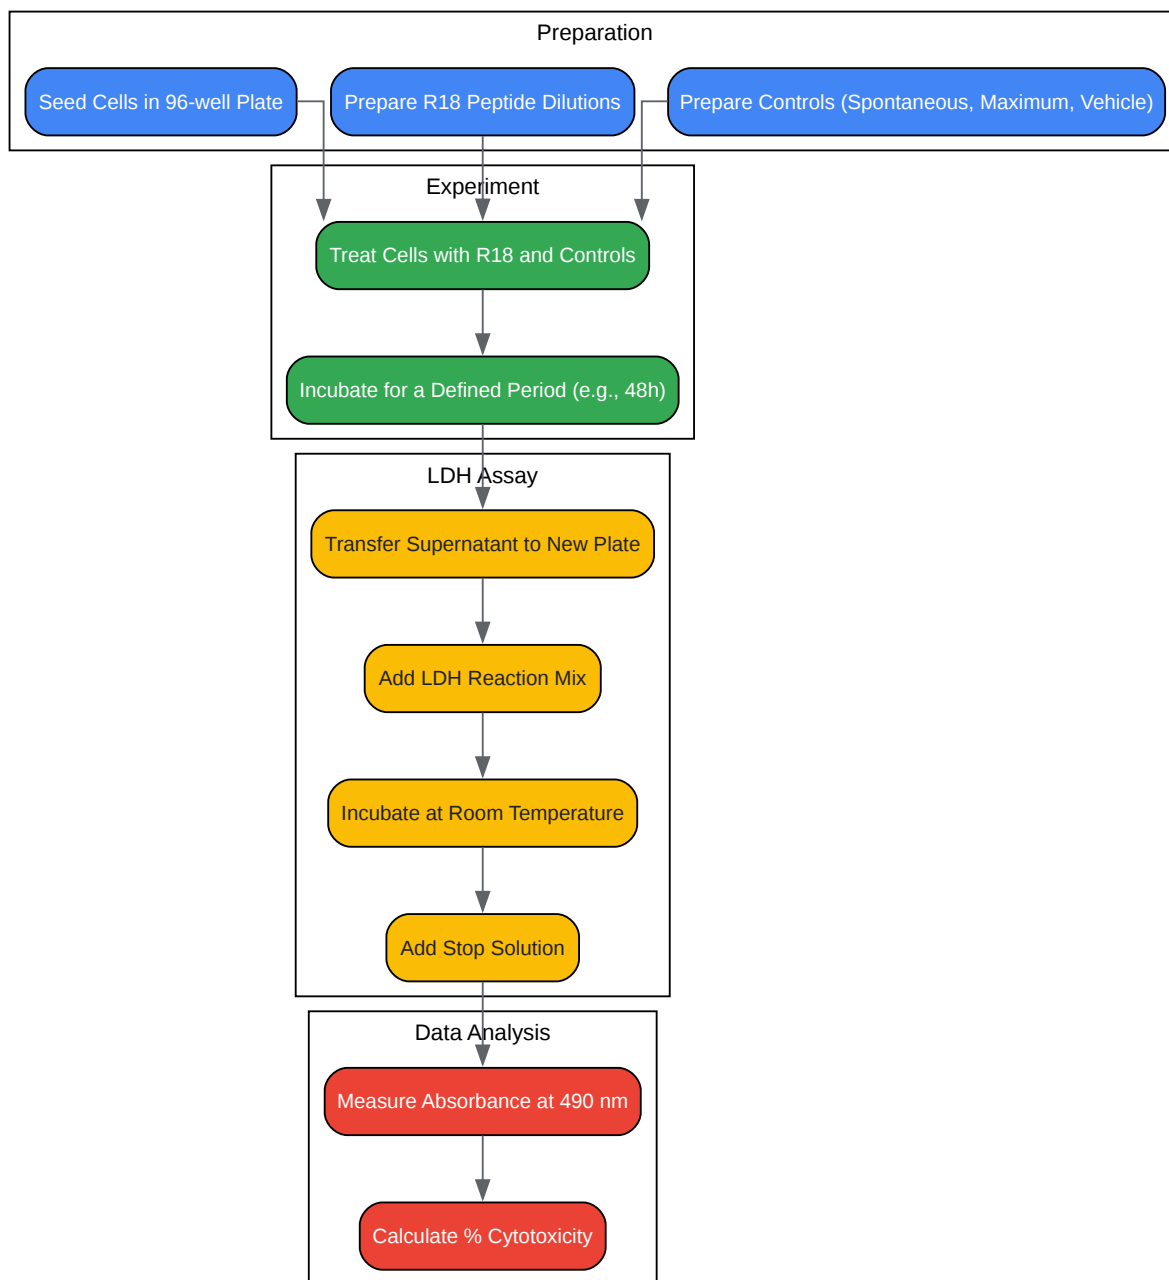 Preparation
Seed Cells in 96-well Plate
Prepare R18 Peptide Dilutions
Prepare Controls (Spontaneous, Maximum, Vehicle)
Experiment
Treat Cells with R18 and Controls
Incubate for a Defined Period (e.g., 48h)
LDH Assay
Transfer Supernatant to New Plate
Add LDH Reaction Mix
Incubate at Room Temperature
Add Stop Solution
Data Analysis
Measure Absorbance at 490 nm
Calculate % Cytotoxicity